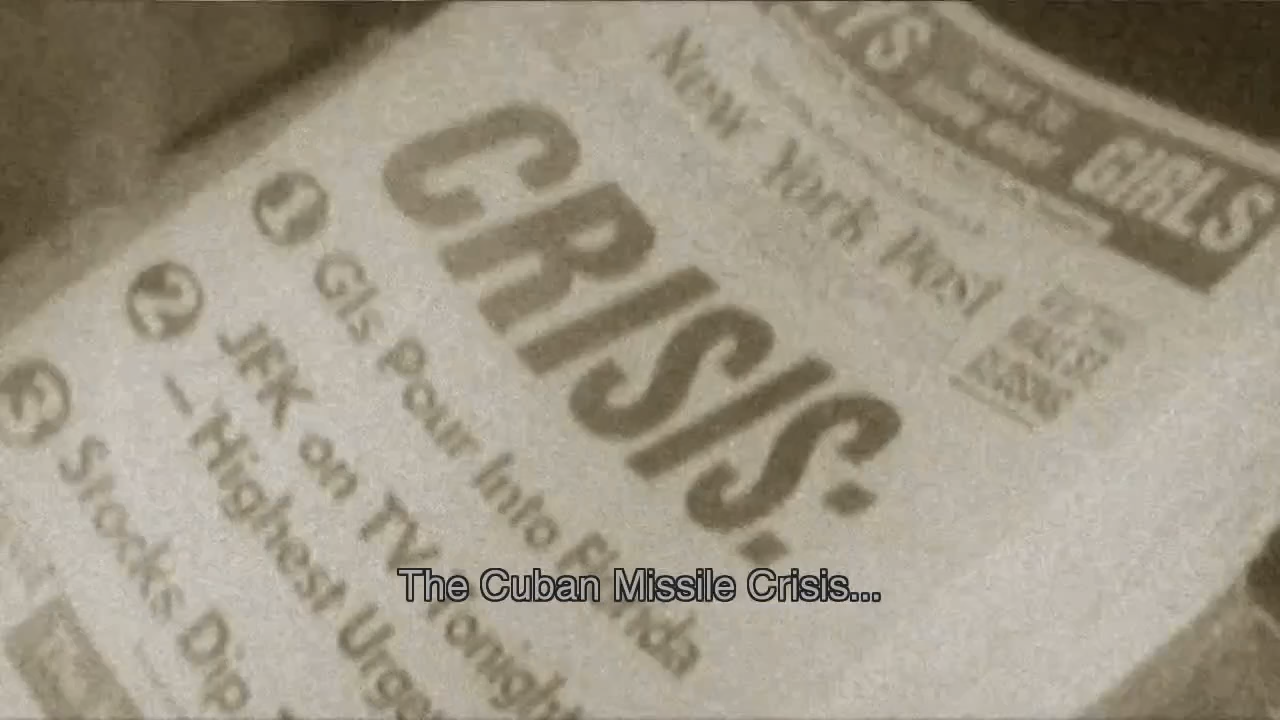 GIRLS
New York Post
CRISIS:
1 GIs Pour Into Florida
2 JFK on TV Tonight
—'Highest Urge
3 Stocks Dip
The Cuban Missile Crisis...